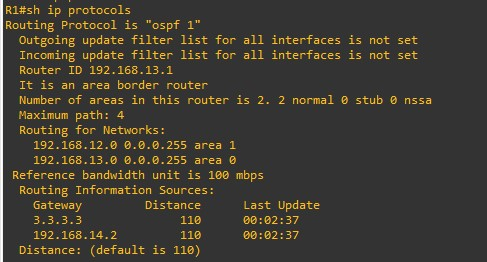 R1#sh ip protocols
Routing Protocol is "ospf 1"
  Outgoing update filter list for all interfaces is not set
  Incoming update filter list for all interfaces is not set
  Router ID 192.168.13.1
  It is an area border router
  Number of areas in this router is 2. 2 normal 0 stub 0 nssa
  Maximum path: 4
  Routing for Networks:
    192.168.12.0 0.0.0.255 area 1
    192.168.13.0 0.0.0.255 area 0
 Reference bandwidth unit is 100 mbps
  Routing Information Sources:
    Gateway         Distance      Last Update
    3.3.3.3              110      00:02:37
    192.168.14.2         110      00:02:37
  Distance: (default is 110)